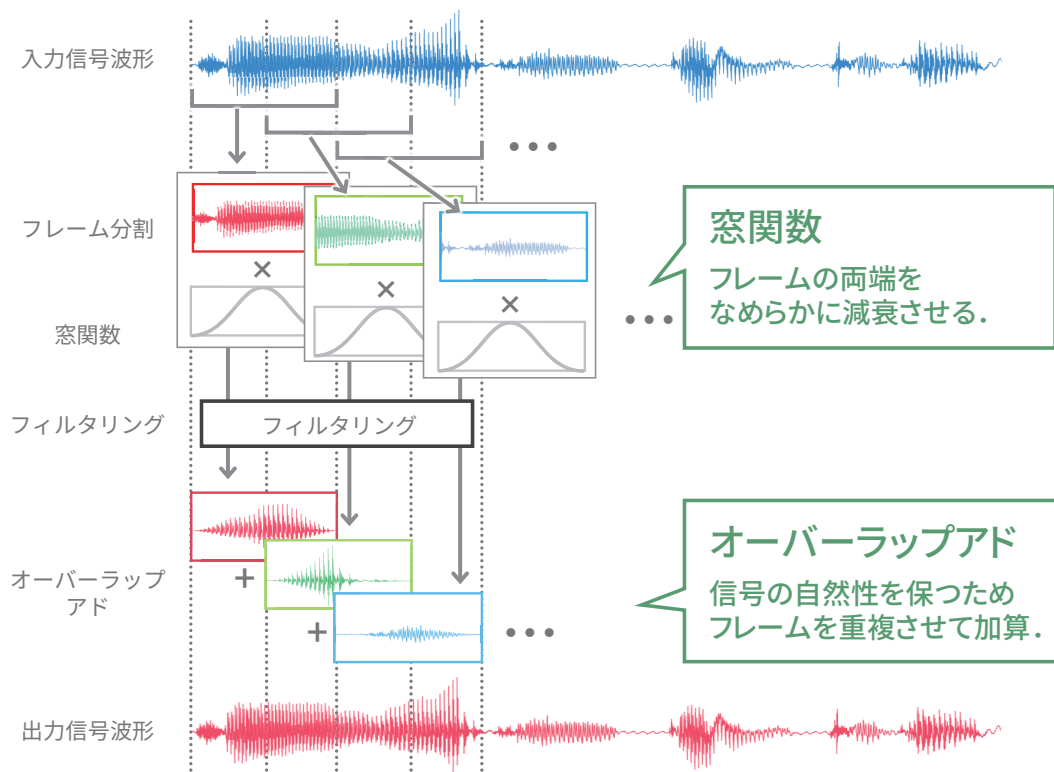 入力信号波形
フレーム分割
×
×
×
窓関数
窓関数
フレームの両端を
なめらかに減衰させる．
フィルタリング
フィルタリング
オーバーラップ
アド
+
+
オーバーラップアド
信号の自然性を保つため
フレームを重複させて加算．
出力信号波形